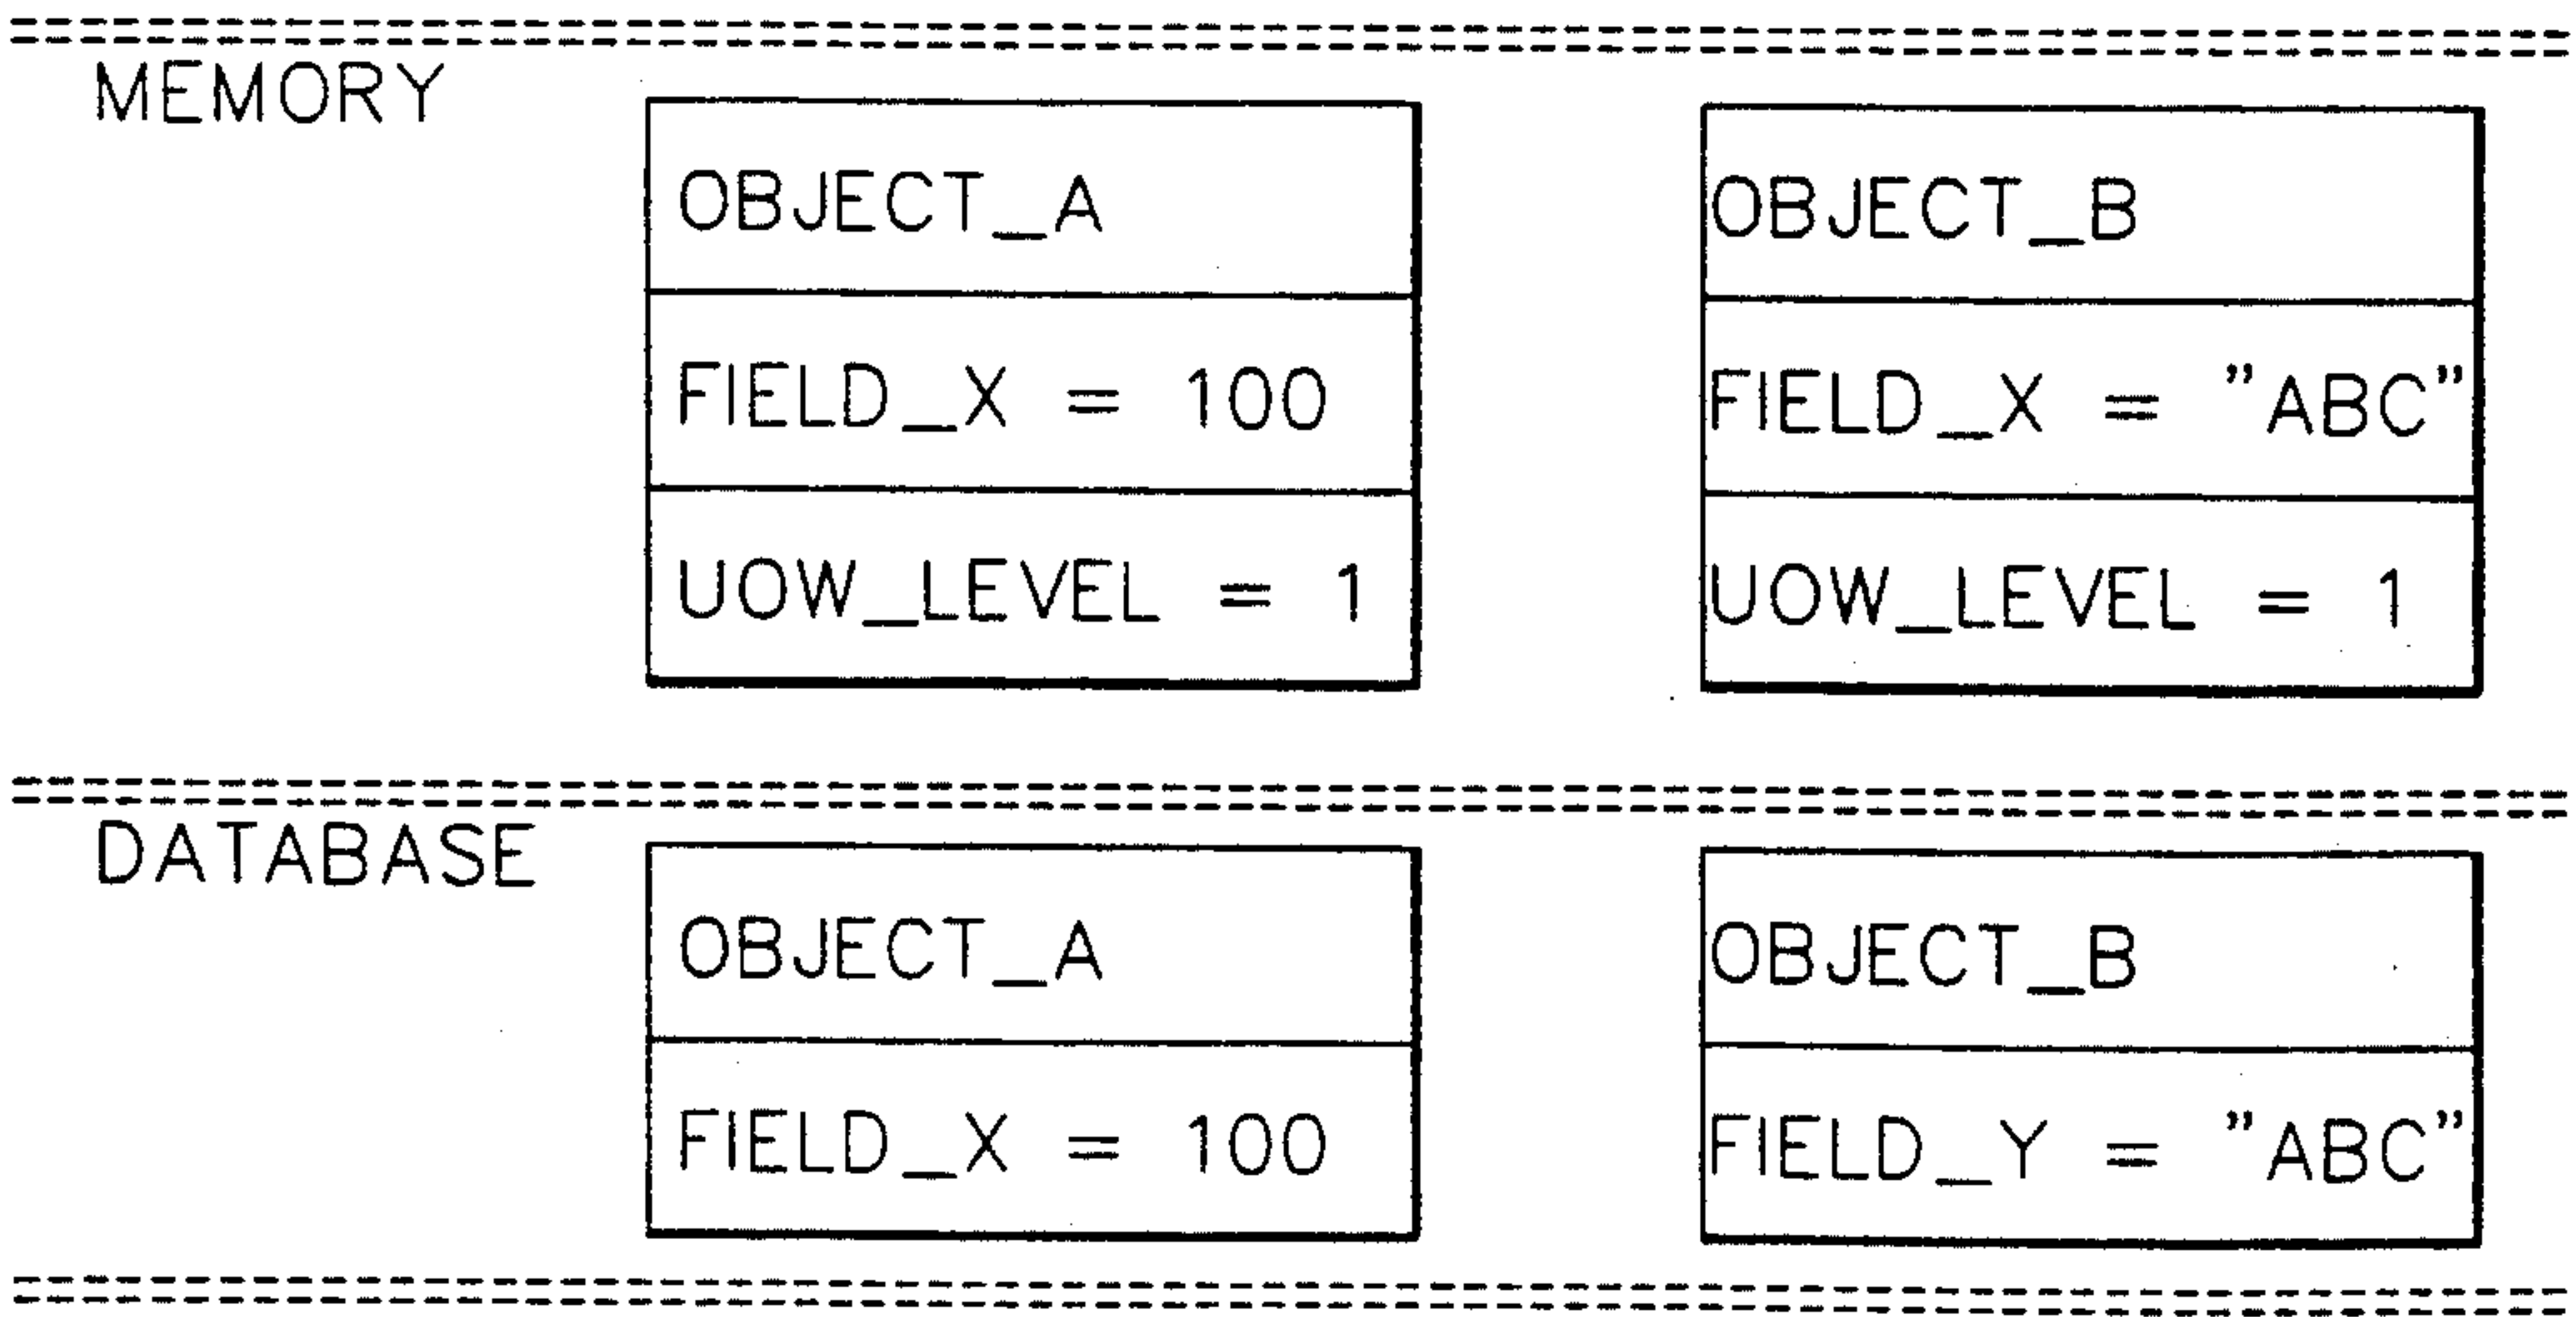 MEMORY
OBJECT_A
FIELD_X = 100
UOW_LEVEL = 1
OBJECT_B
FIELD_X = "ABC"
UOW_LEVEL = 1
DATABASE
OBJECT_A
FIELD_X = 100
OBJECT_B
FIELD_Y = "ABC"